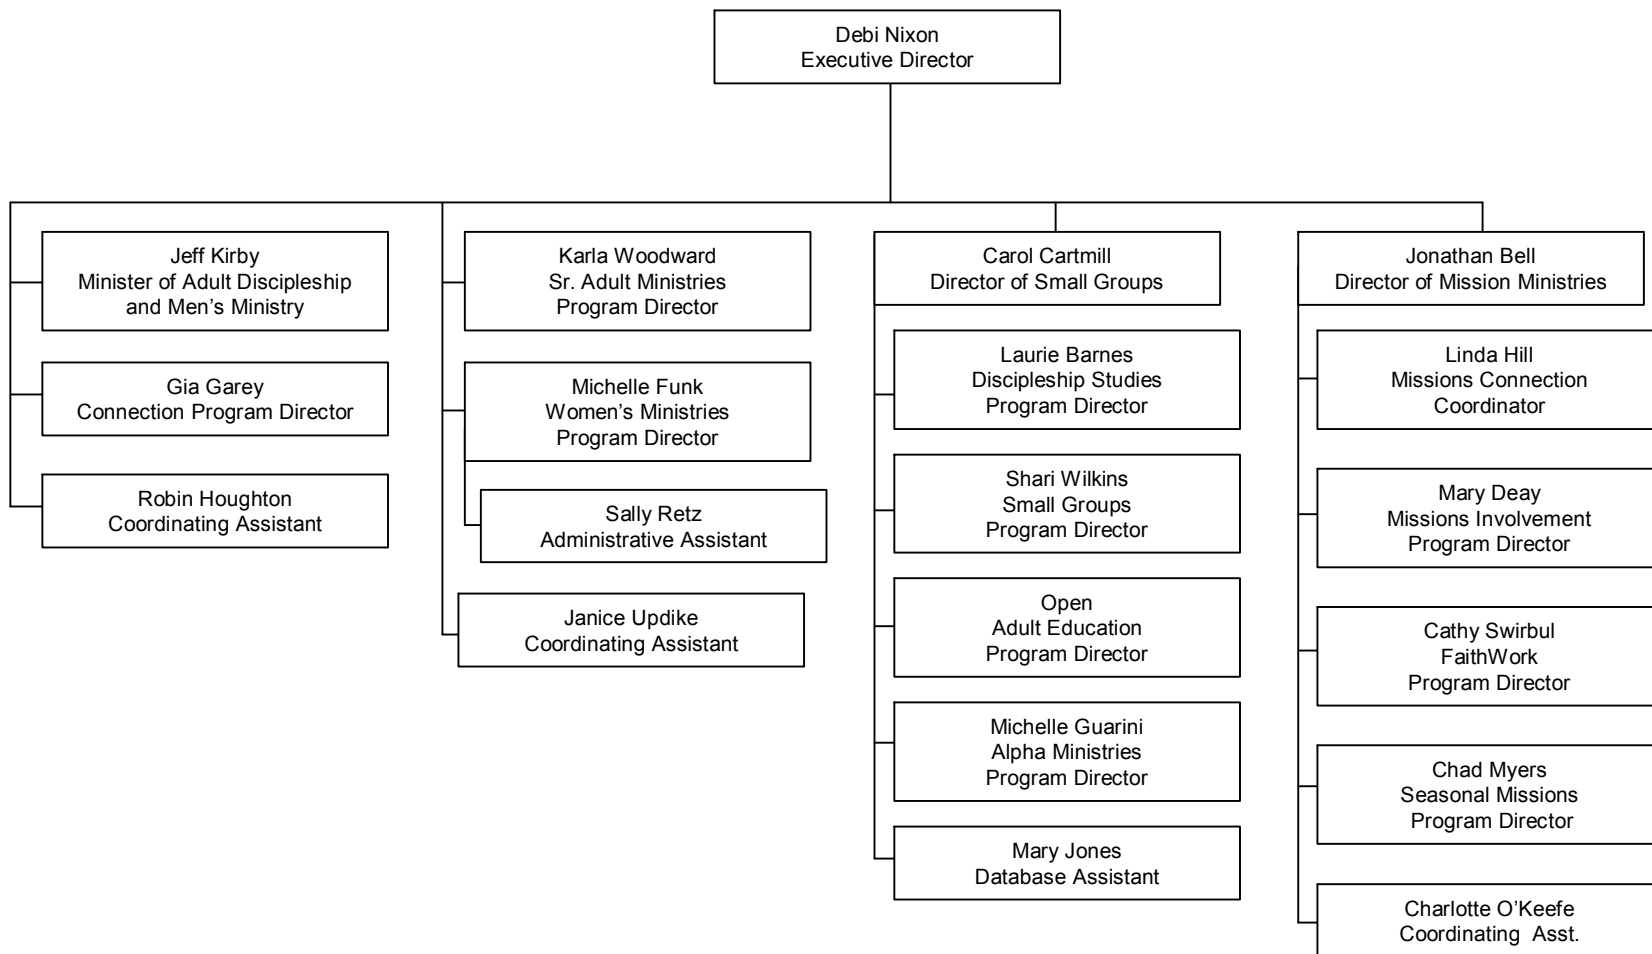 Debi Nixon
Executive Director
Jeff Kirby
Minister of Adult Discipleship
and Men’s Ministry
Gia Garey
Connection Program Director
Robin Houghton
Coordinating Assistant
Karla Woodward
Sr. Adult Ministries
Program Director
Michelle Funk
Women’s Ministries
Program Director
Sally Retz
Administrative Assistant
Janice Updike
Coordinating Assistant
Carol Cartmill
Director of Small Groups
Laurie Barnes
Discipleship Studies
Program Director
Shari Wilkins
Small Groups
Program Director
Open
Adult Education
Program Director
Michelle Guarini
Alpha Ministries
Program Director
Mary Jones
Database Assistant
Jonathan Bell
Director of Mission Ministries
Linda Hill
Missions Connection
Coordinator
Mary Deay
Missions Involvement
Program Director
Cathy Swirbul
FaithWork
Program Director
Chad Myers
Seasonal Missions
Program Director
Charlotte O’Keefe
Coordinating  Asst.